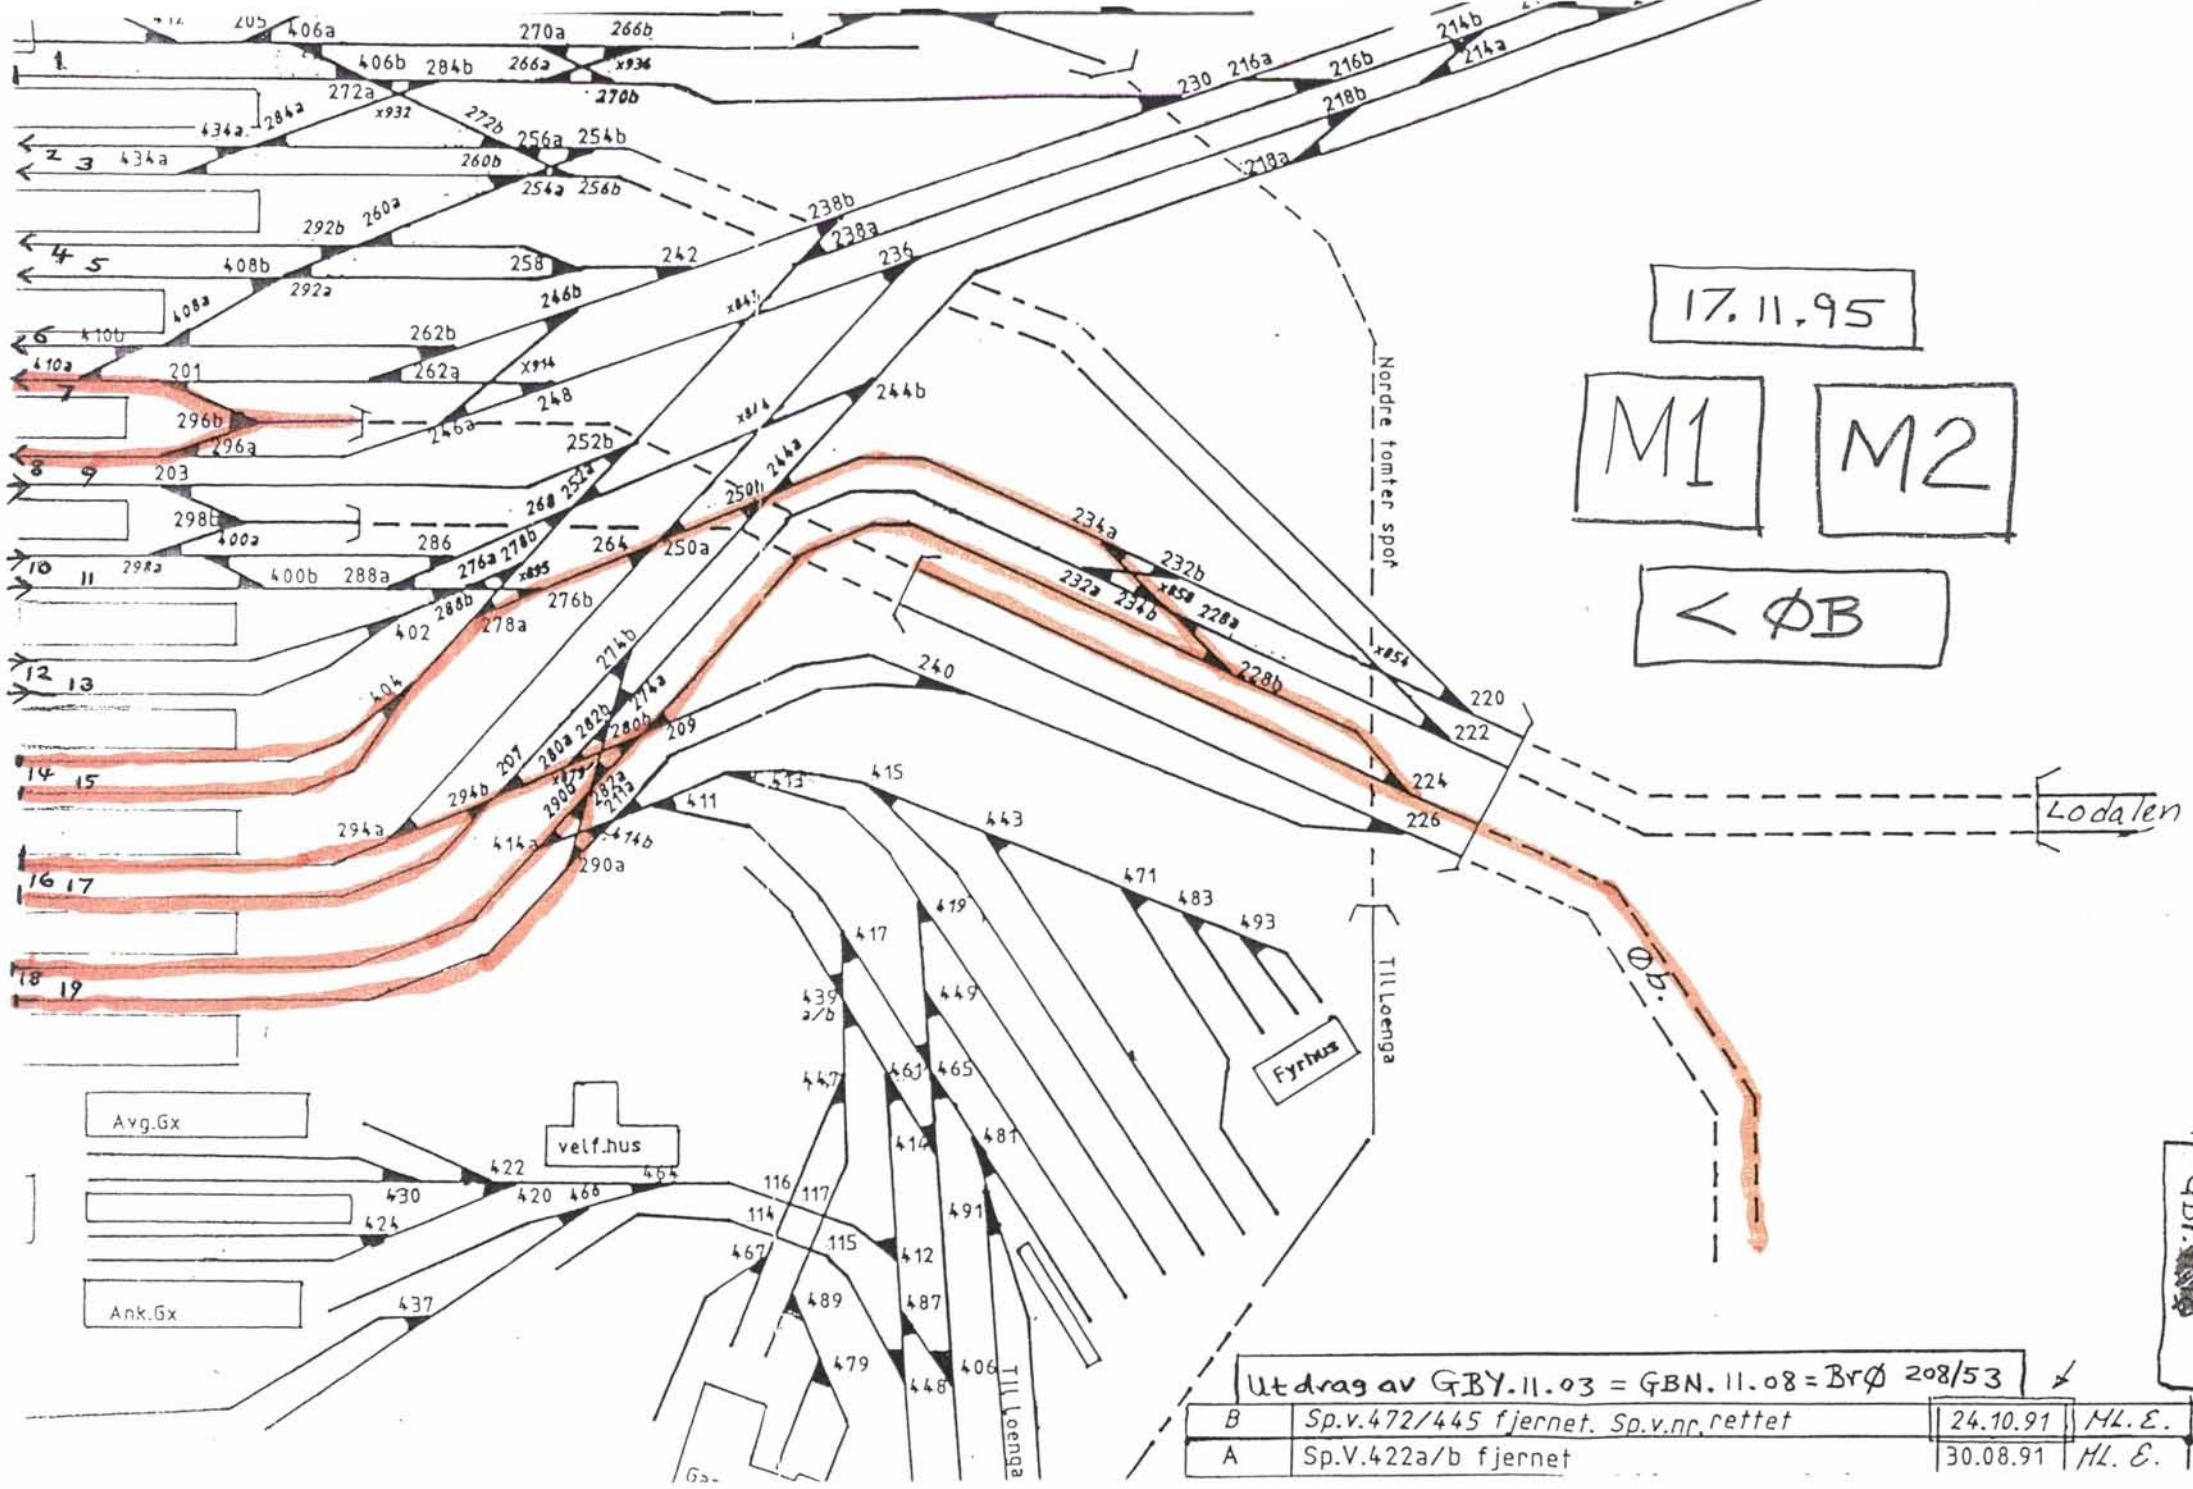 205
406a
270a
266b
214b
1
406b
284b
266a
x936
230
216a
216b
214a
272a
x932
270b
218b
434a
284a
272b
256a
254b
2
3
434a
260b
254a
256b
218a
260a
238b
292b
238a
4
5
408b
258
242
236
292a
246b
408a
6
262b
17.11.95
410a
201
262a
x914
7
248
244b
M1
M2
296b
246a
252b
296a
8
9
203
252a
244a
268
234a
Nordre tomter spor
298b
400a
286
278b
264
250a
232b
10
11
298a
400b
288a
276a
x895
232a
x858
228a
< ØB
288b
276b
234b
402
278a
12
13
274b
240
228b
x854
404
274a
220
282b
280b
209
222
14
15
207
280a
413
415
224
294b
290b
282a
211a
411
226
Lodalen
294a
414a
414b
443
16
17
290a
471
483
419
493
417
18
19
Øb.
439
a/b
449
Til Loenga
Fyrhus
447
461
465
Avg.Gx
velf.hus
414
481
422
464
430
420
466
116
117
424
114
491
115
467
412
Ank.Gx
437
489
487
479
406
448
Til Loenga
Utdrag av GBY.11.03 = GBN.11.08 = BrØ 208/53
B Sp.v.472/445 fjernet. Sp.v.nr. rettet 24.10.91 ML. E.
A Sp.V.422a/b fjernet 30.08.91 ML. E.